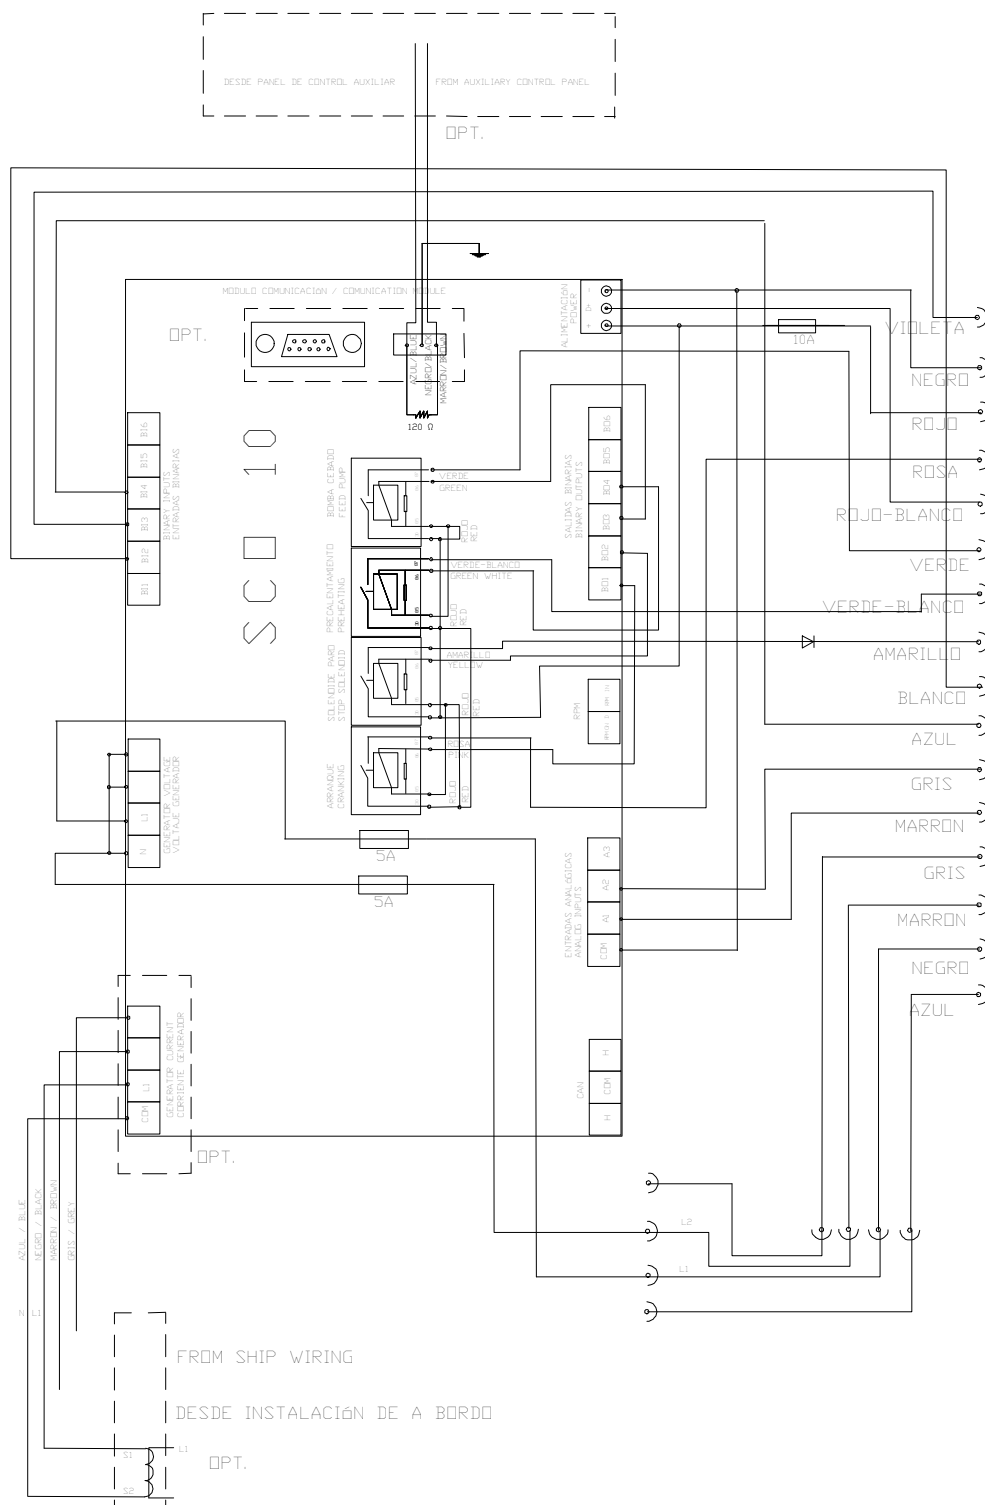 DESDE PANEL DE CONTROL AUXILIAR
FROM AUXILIARY CONTROL PANEL
OPT.
MODULO COMUNICACIóN / COMUNICATION MODULE
OPT.
AZUL/BLUE
NEGRO/BLACK
MARRON/BROWN
120 Ω
ALIMENTACIóN
POWER
-
D+
+
10A
VIOLETA
NEGRO
ROJO
ROSA
ROJO-BLANCO
VERDE
VERDE-BLANCO
AMARILLO
BLANCO
AZUL
GRIS
MARRON
GRIS
MARRON
NEGRO
AZUL
SCO 10
BI6
BI5
BI4
BI3
BI2
BI1
BINARY INPUTS
ENTRADAS BINARIAS
BOMBA CEBADO
FEED PUMP
VERDE
GREEN
ROJO
RED
PRECALENTAMIENTO
PREHEATING
VERDE-BLANCO
GREEN WHITE
ROJO
RED
SOLENOIDE PARO
STOP SOLENOID
AMARILLO
YELLOW
ROJO
RED
ARRANQUE
CRANKING
ROSA
PINK
ROJO
RED
SALIDAS BINARIAS
BINARY OUTPUTS
BO6
BO5
BO4
BO3
BO2
BO1
RPM
RPM IN
L1
N
GENERATOR VOLTAGE
VOLTAJE GENERADOR
5A
5A
ENTRADAS ANALóGICAS
ANALOG INPUTS
A3
A2
A1
COM
L1
COM
GENERATOR CURRENT
CORRIENTE GENERADOR
OPT.
CAN
H
COM
H
AZUL / BLUE
NEGRO / BLACK
MARRON / BROWN
GRIS / GREY
L2
L1
N L1
FROM SHIP WIRING
DESDE INSTALACIóN DE A BORDO
OPT.
S1
L1
S2